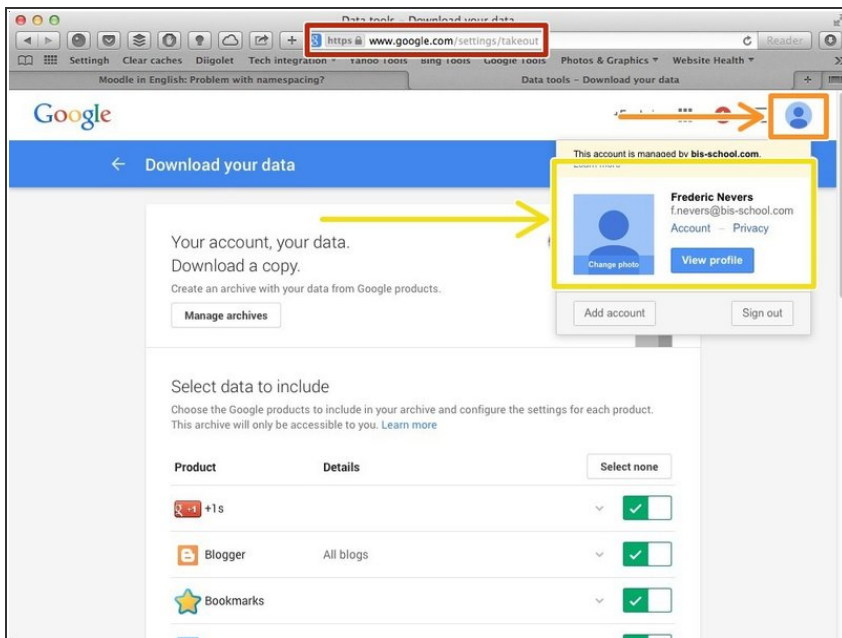 Data tools – Download your data
https www.google.com/settings/takeout
Reader
Settingh Clear caches Diigolet Tech integration Yahoo Tools Bing Tools Google Tools Photos & Graphics Website Health
Moodle in English: Problem with namespacing? Data tools – Download your data
Google
This account is managed by bis-school.com.
Learn more
Download your data
Frederic Nevers
f.nevers@bis-school.com
Account – Privacy
Change photo
View profile
Add account Sign out
Your account, your data.
Download a copy.
Create an archive with your data from Google products.
Manage archives
Select data to include
Choose the Google products to include in your archive and configure the settings for each product.
This archive will only be accessible to you. Learn more
Product Details Select none
+1 +1s
Blogger All blogs
Bookmarks